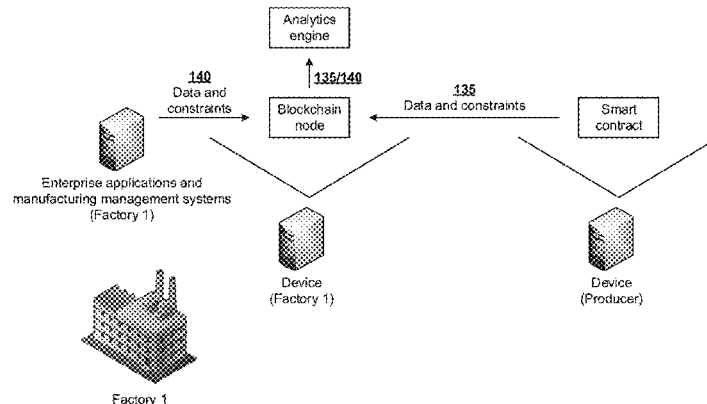 Analytics
engine
135/140
140
Data and
constraints
Blockchain
node
135
Data and constraints
Smart
contract
Enterprise applications and
manufacturing management systems
(Factory 1)
Device
(Factory 1)
Device
(Producer)
Factory 1